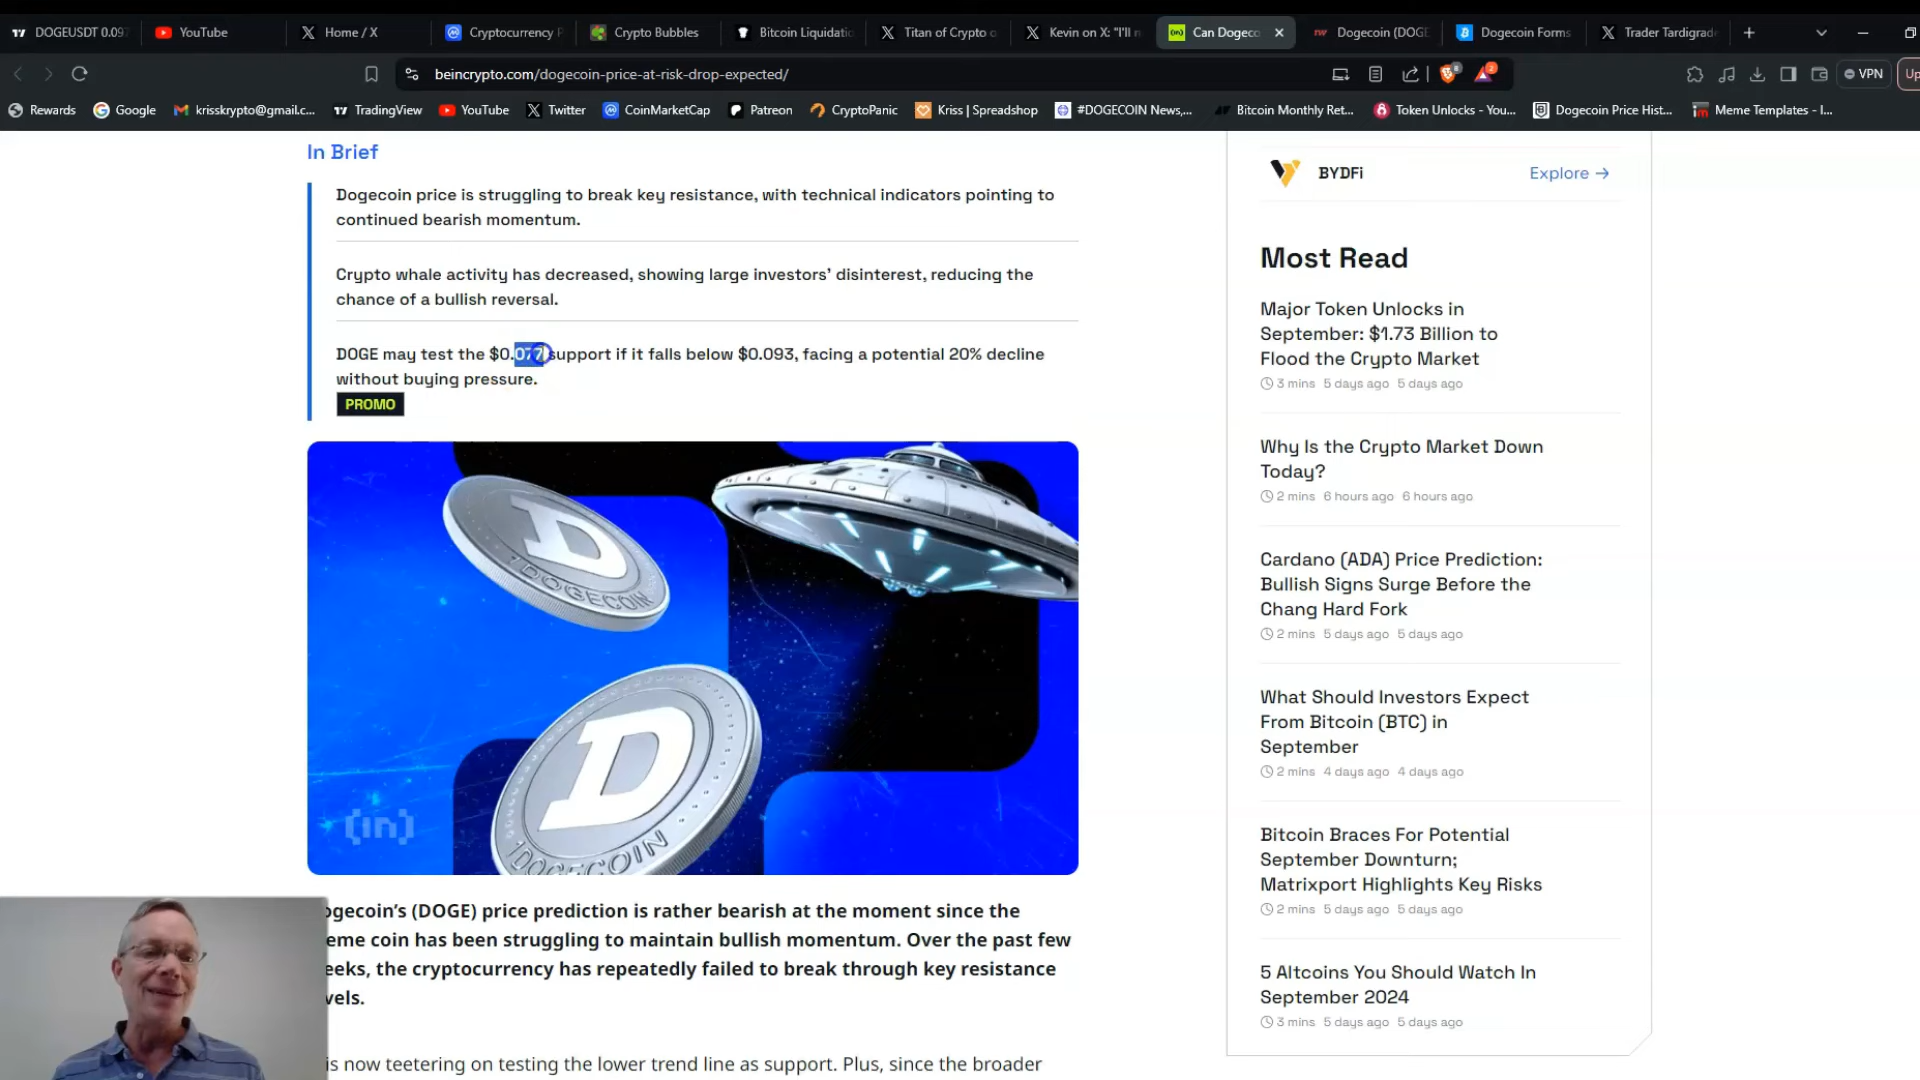 DOGEUSDT 0.097
YouTube
Home / X
Cryptocurrency P
Crypto Bubbles
Bitcoin Liquidatio
Titan of Crypto o
Kevin on X: "I'll n
Can Dogeco
Dogecoin (DOGE
Dogecoin Forms
Trader Tardigrad
beincrypto.com/dogecoin-price-at-risk-drop-expected/
8
2
VPN
Up
Rewards
Google
krisskrypto@gmail.c...
TradingView
YouTube
Twitter
CoinMarketCap
Patreon
CryptoPanic
Kriss | Spreadshop
#DOGECOIN News,...
Bitcoin Monthly Ret...
Token Unlocks - You...
Dogecoin Price Hist...
Meme Templates - I...
In Brief
Dogecoin price is struggling to break key resistance, with technical indicators pointing to
continued bearish momentum.
Crypto whale activity has decreased, showing large investors' disinterest, reducing the
chance of a bullish reversal.
DOGE may test the $0.077 support if it falls below $0.093, facing a potential 20% decline
without buying pressure.
PROMO
D
DOGECOIN
D
DOGECOIN
(in)
ogecoin's (DOGE) price prediction is rather bearish at the moment since the
eme coin has been struggling to maintain bullish momentum. Over the past few
eeks, the cryptocurrency has repeatedly failed to break through key resistance
vels.
is now teetering on testing the lower trend line as support. Plus, since the broader
BYDFi
Explore →
Most Read
Major Token Unlocks in
September: $1.73 Billion to
Flood the Crypto Market
3 mins 5 days ago 5 days ago
Why Is the Crypto Market Down
Today?
2 mins 6 hours ago 6 hours ago
Cardano (ADA) Price Prediction:
Bullish Signs Surge Before the
Chang Hard Fork
2 mins 5 days ago 5 days ago
What Should Investors Expect
From Bitcoin (BTC) in
September
2 mins 4 days ago 4 days ago
Bitcoin Braces For Potential
September Downturn;
Matrixport Highlights Key Risks
2 mins 5 days ago 5 days ago
5 Altcoins You Should Watch In
September 2024
3 mins 5 days ago 5 days ago